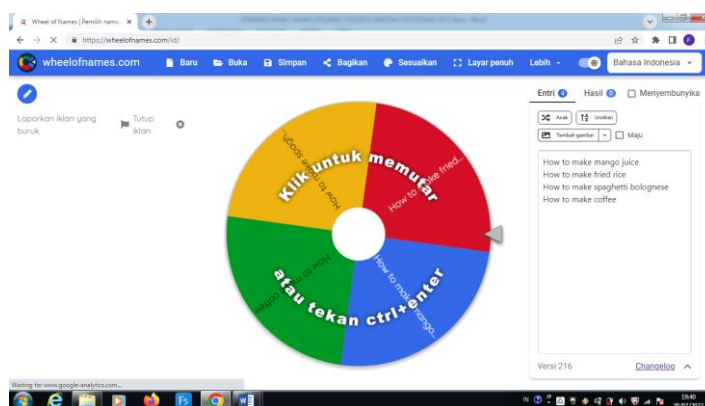 Wheel of Names | Pemilih nama
https://wheelofnames.com/id/
wheelofnames.com
Baru
Buka
Simpan
Bagikan
Sesuaikan
Layar penuh
Lebih
Bahasa Indonesia
Laporkan iklan yang buruk
Tutup iklan
Entri 4
Hasil 0
Menyembunyika
Acak
Urutkan
Tambah gambar
Maju
How to make mango juice
How to make fried rice
How to make spaghetti bolognese
How to make coffee
Klik untuk memutar
atau tekan ctrl+enter
How to make spagh...
How to make fried...
How to make coffee
How to make mango...
Versi 216
Changelog
Waiting for www.google-analytics.com...
IN
19:40